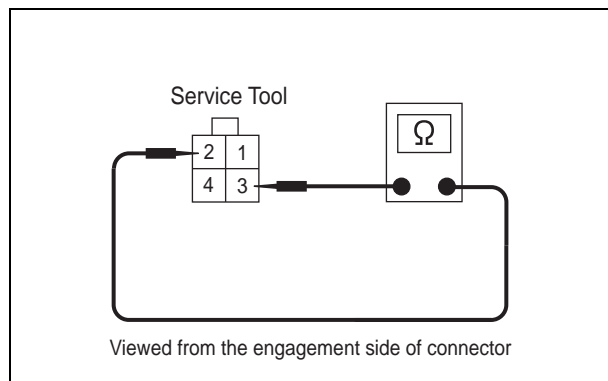 Service Tool
Ω
2 1
4 3
Viewed from the engagement side of connector